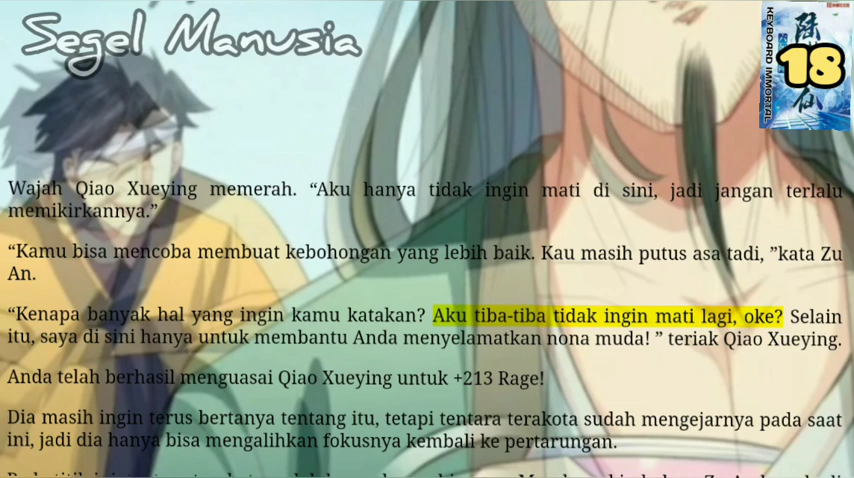 Segel Manusia
KEYBOARD IMMORTAL
18
Wajah Qiao Xueying memerah. “Aku hanya tidak ingin mati di sini, jadi jangan terlalu
memikirkannya.”
“Kamu bisa mencoba membuat kebohongan yang lebih baik. Kau masih putus asa tadi, ”kata Zu
An.
“Kenapa banyak hal yang ingin kamu katakan? Aku tiba-tiba tidak ingin mati lagi, oke? Selain
itu, saya di sini hanya untuk membantu Anda menyelamatkan nona muda! ” teriak Qiao Xueying.
Anda telah berhasil menguasai Qiao Xueying untuk +213 Rage!
Dia masih ingin terus bertanya tentang itu, tetapi tentara terakota sudah mengejarnya pada saat
ini, jadi dia hanya bisa mengalihkan fokusnya kembali ke pertarungan.